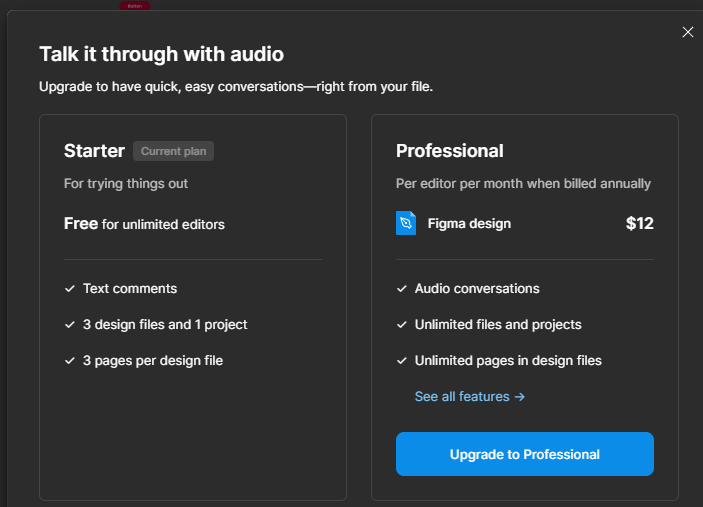 Button
Talk it through with audio
Upgrade to have quick, easy conversations—right from your file.
Starter Current plan
For trying things out
Free for unlimited editors
Text comments
3 design files and 1 project
3 pages per design file
Professional
Per editor per month when billed annually
Figma design $12
Audio conversations
Unlimited files and projects
Unlimited pages in design files
See all features →
Upgrade to Professional